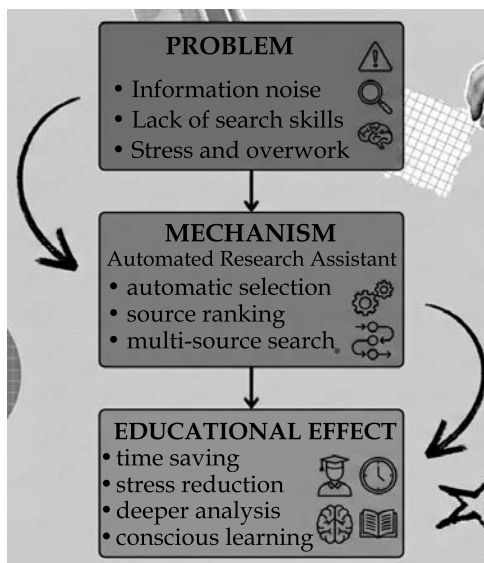 PROBLEM
• Information noise
• Lack of search skills
• Stress and overwork
MECHANISM
Automated Research Assistant
• automatic selection
• source ranking
• multi-source search
EDUCATIONAL EFFECT
• time saving
• stress reduction
• deeper analysis
• conscious learning